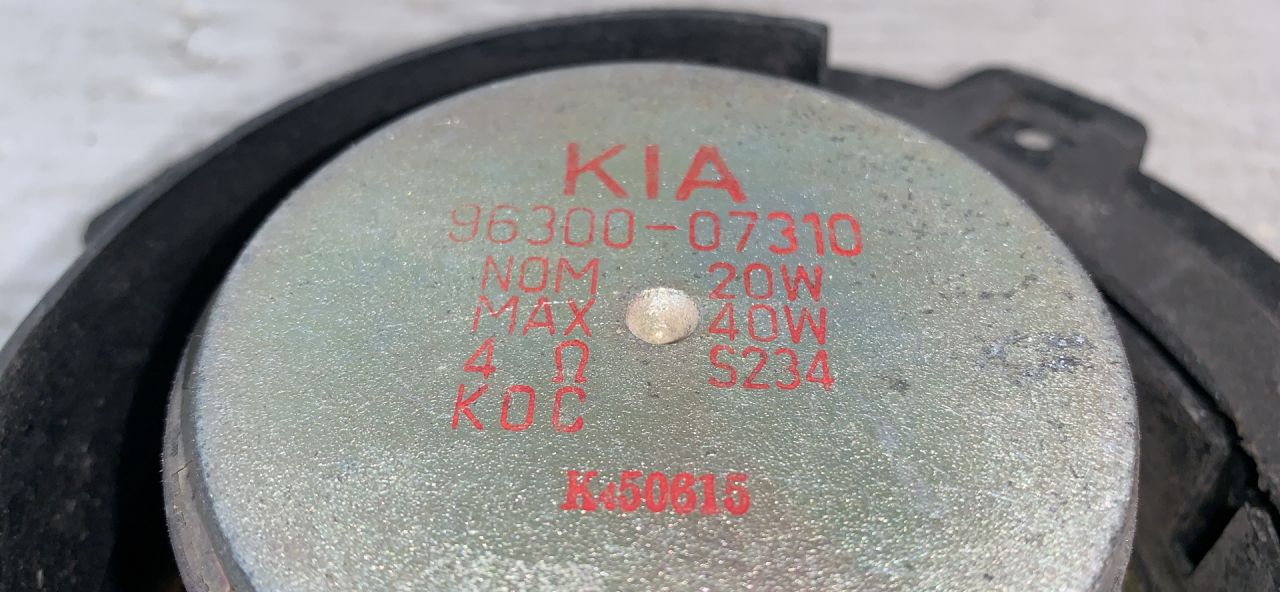 KIA
96300-07310
NOM 20W
MAX 40W
4 Ω S234
KOC
K450615